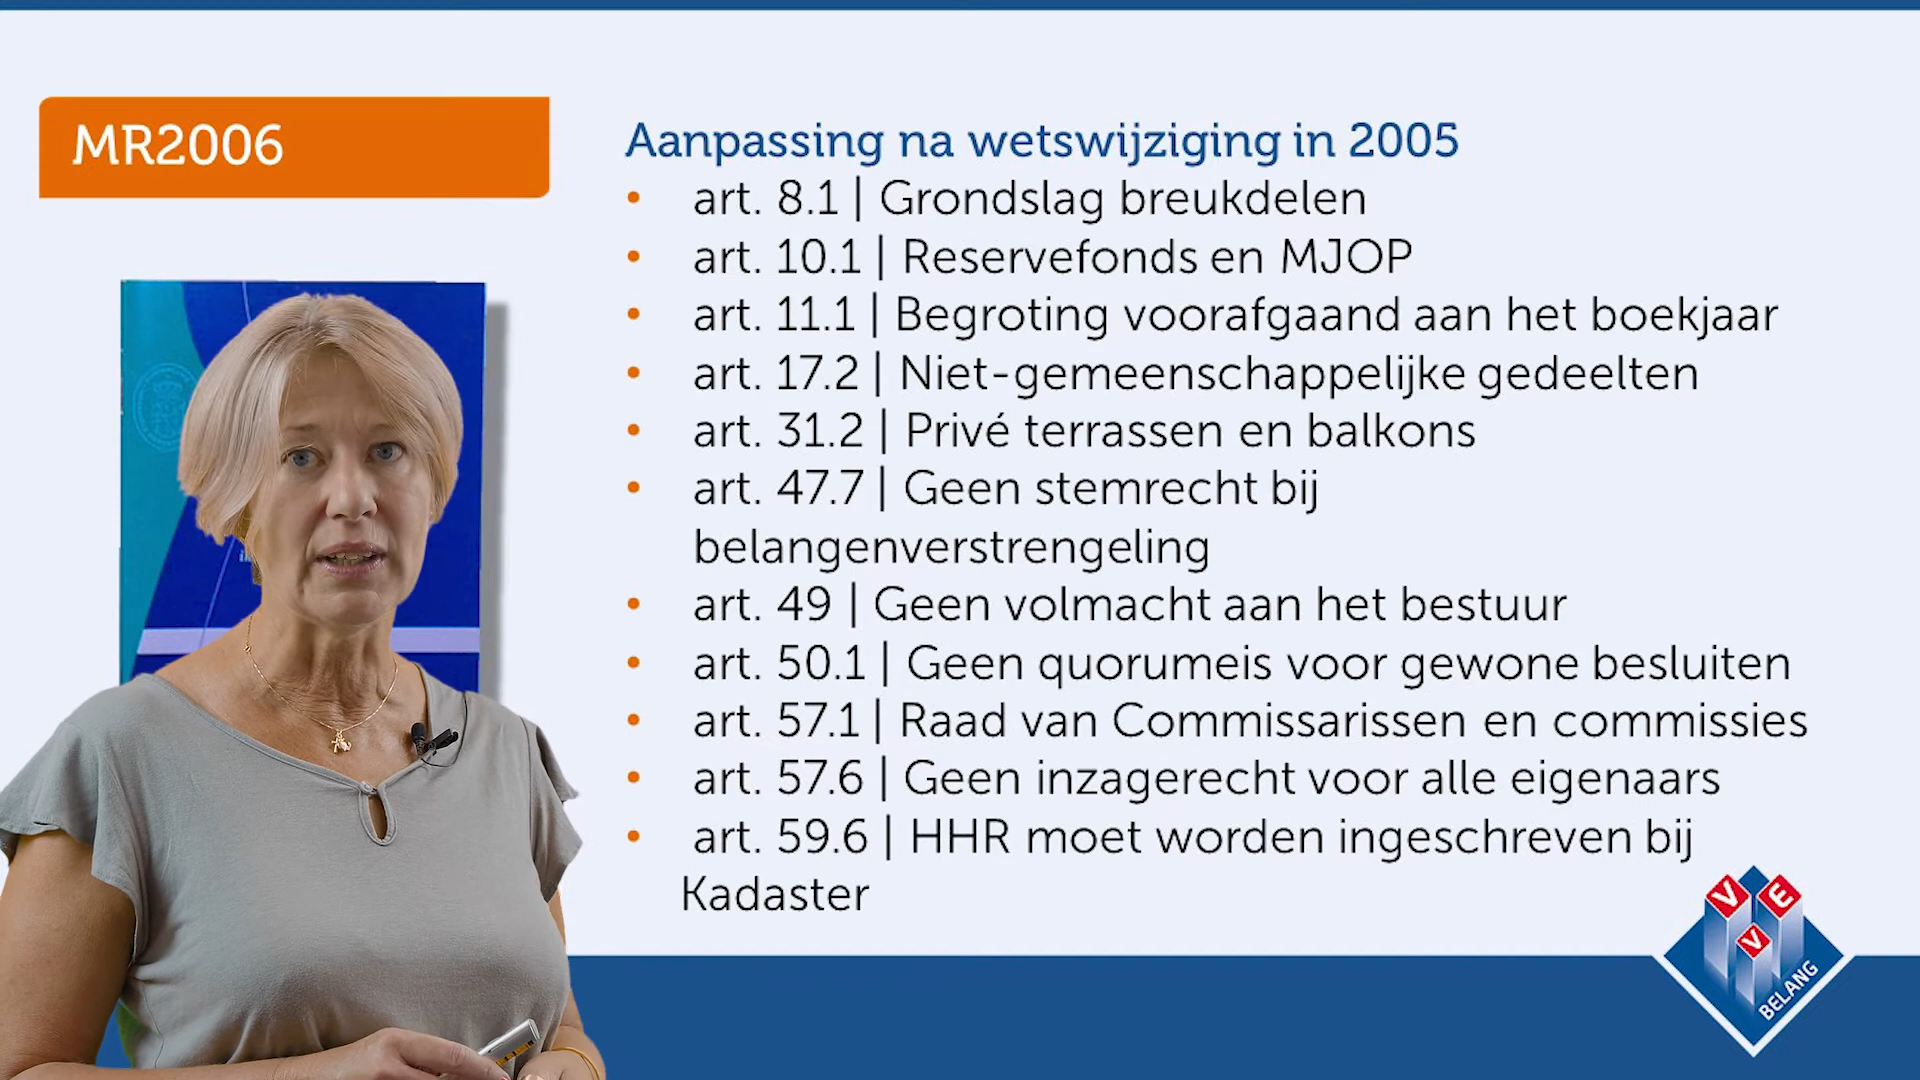 MR2006
Aanpassing na wetswijziging in 2005
• art. 8.1 | Grondslag breukdelen
• art. 10.1 | Reservefonds en MJOP
• art. 11.1 | Begroting voorafgaand aan het boekjaar
• art. 17.2 | Niet-gemeenschappelijke gedeelten
• art. 31.2 | Privé terrassen en balkons
• art. 47.7 | Geen stemrecht bij
belangenverstrengeling
• art. 49 | Geen volmacht aan het bestuur
• art. 50.1 | Geen quorumeis voor gewone besluiten
• art. 57.1 | Raad van Commissarissen en commissies
• art. 57.6 | Geen inzagerecht voor alle eigenaars
• art. 59.6 | HHR moet worden ingeschreven bij
Kadaster
VVE
BELANG